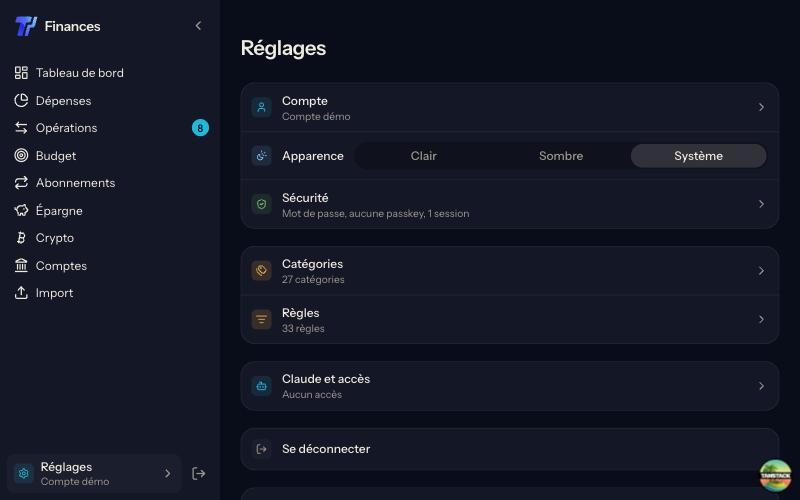 Finances
Tableau de bord
Dépenses
Opérations
8
Budget
Abonnements
Épargne
Crypto
Comptes
Import
Réglages
Compte démo
Réglages
Compte
Compte démo
Apparence
Clair
Sombre
Système
Sécurité
Mot de passe, aucune passkey, 1 session
Catégories
27 catégories
Règles
33 règles
Claude et accès
Aucun accès
Se déconnecter
TANSTACK